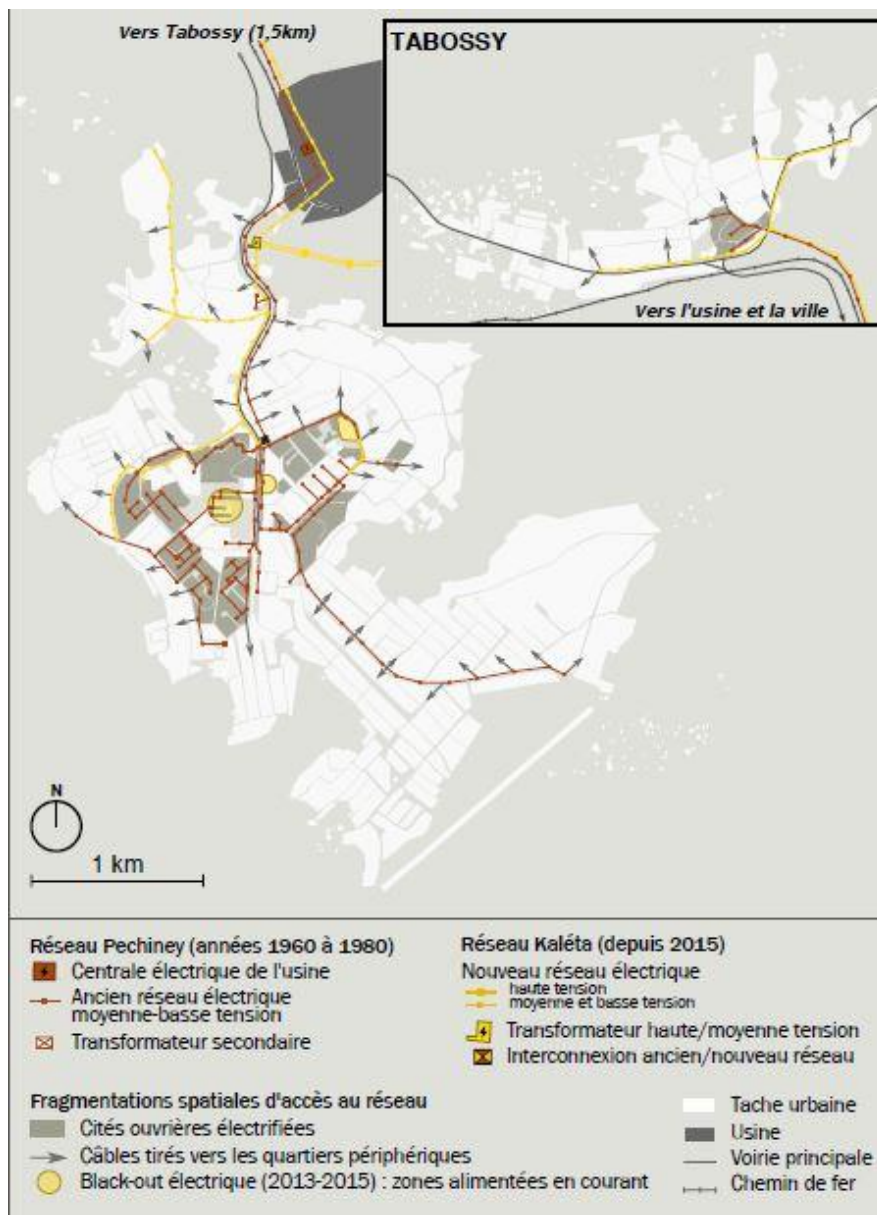 Vers Tabossy (1,5km)
TABOSSY
Vers l'usine et la ville
N
1 km
Réseau Pechiney (années 1960 à 1980)
Centrale électrique de l'usine
Ancien réseau électrique
moyenne-basse tension
Transformateur secondaire
Réseau Kaléta (depuis 2015)
Nouveau réseau électrique
haute tension
moyenne et basse tension
Transformateur haute/moyenne tension
Interconnexion ancien/nouveau réseau
Fragmentations spatiales d'accès au réseau
Cités ouvrières électrifiées
Câbles tirés vers les quartiers périphériques
Black-out électrique (2013-2015) : zones alimentées en courant
Tache urbaine
Usine
Voirie principale
Chemin de fer